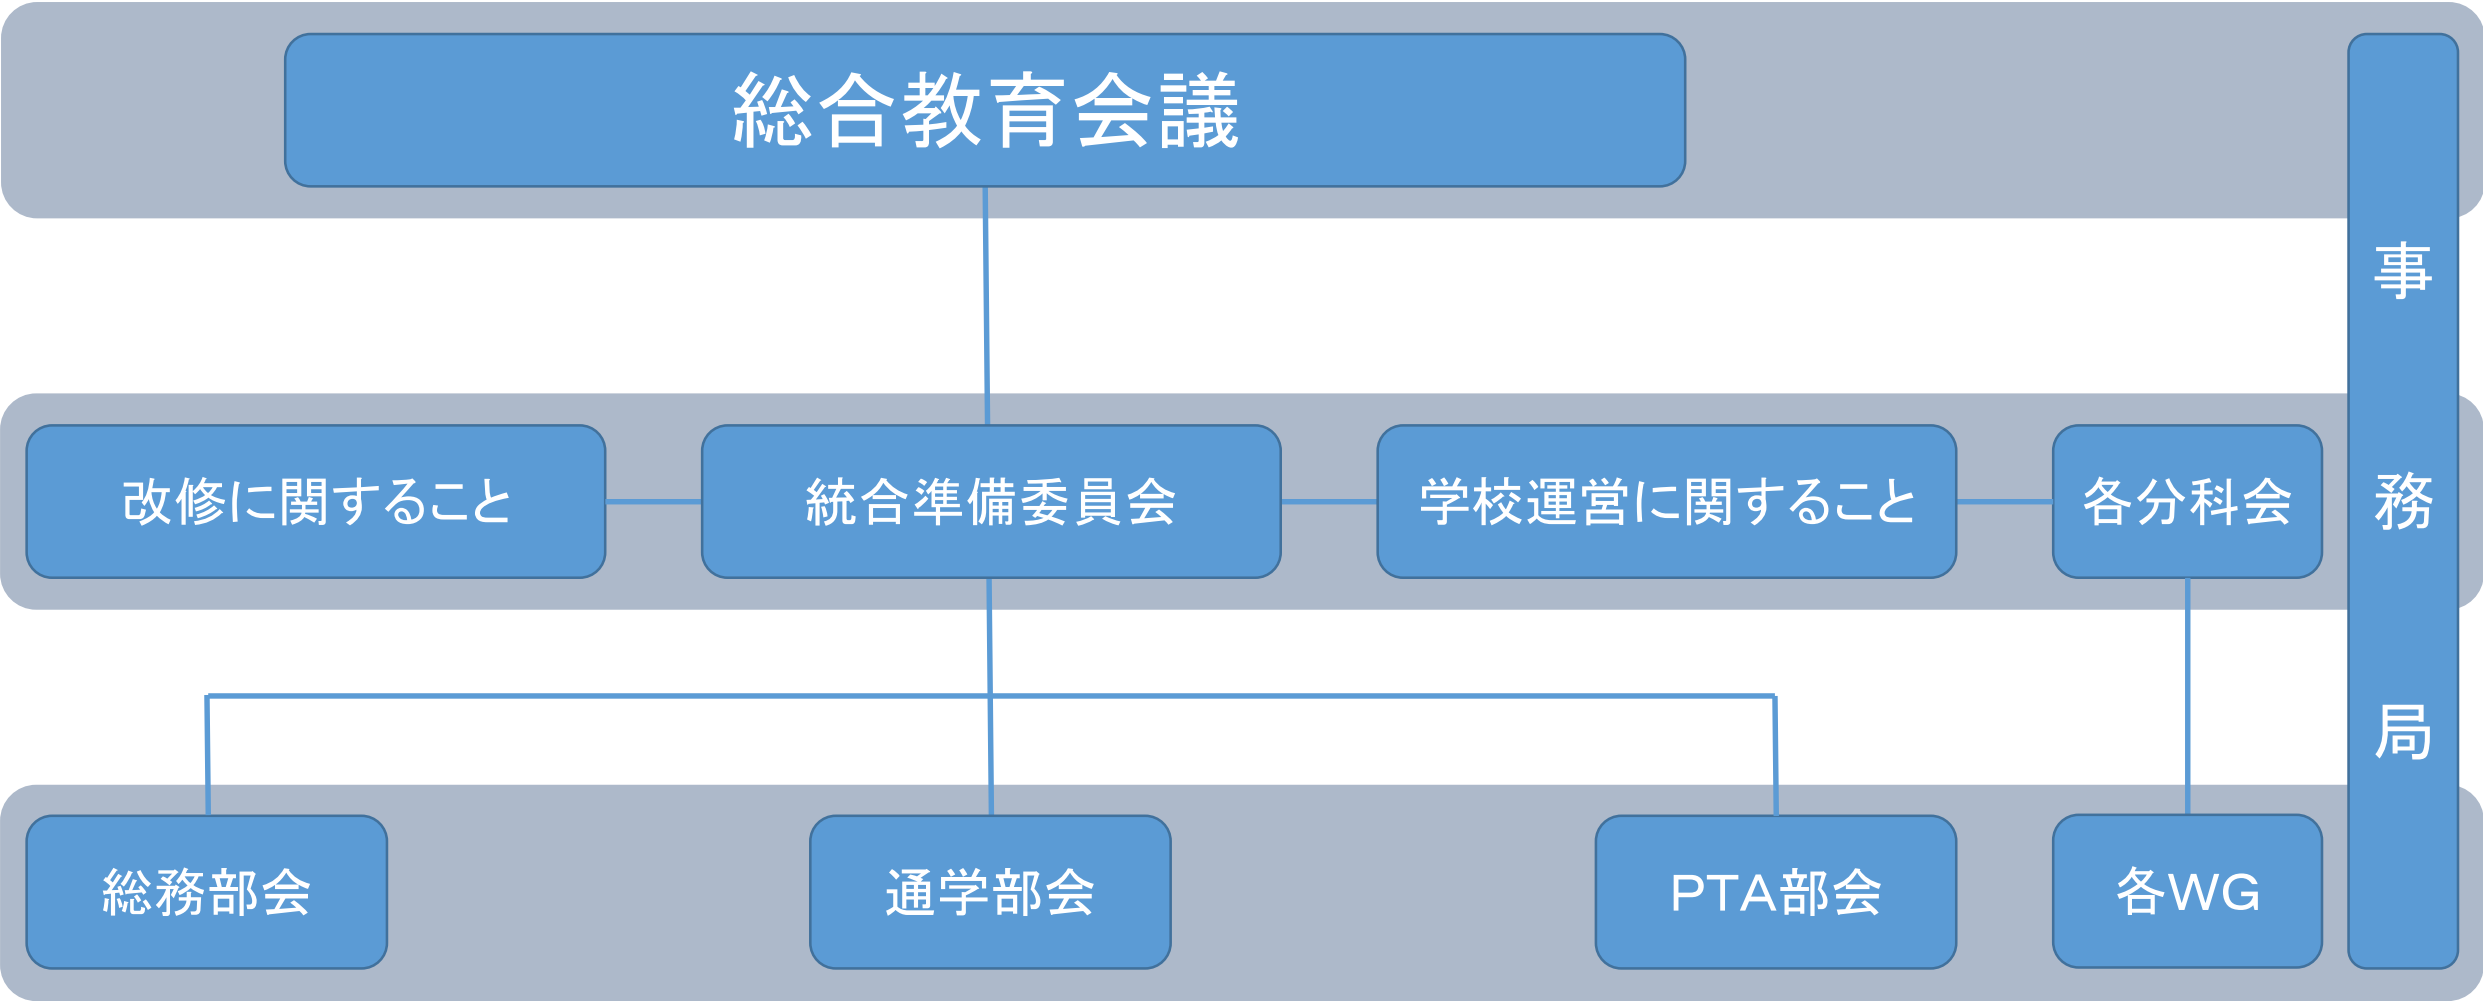 総合教育会議
改修に関すること
統合準備委員会
学校運営に関すること
各分科会
総務部会
通学部会
PTA部会
各WG
事務局